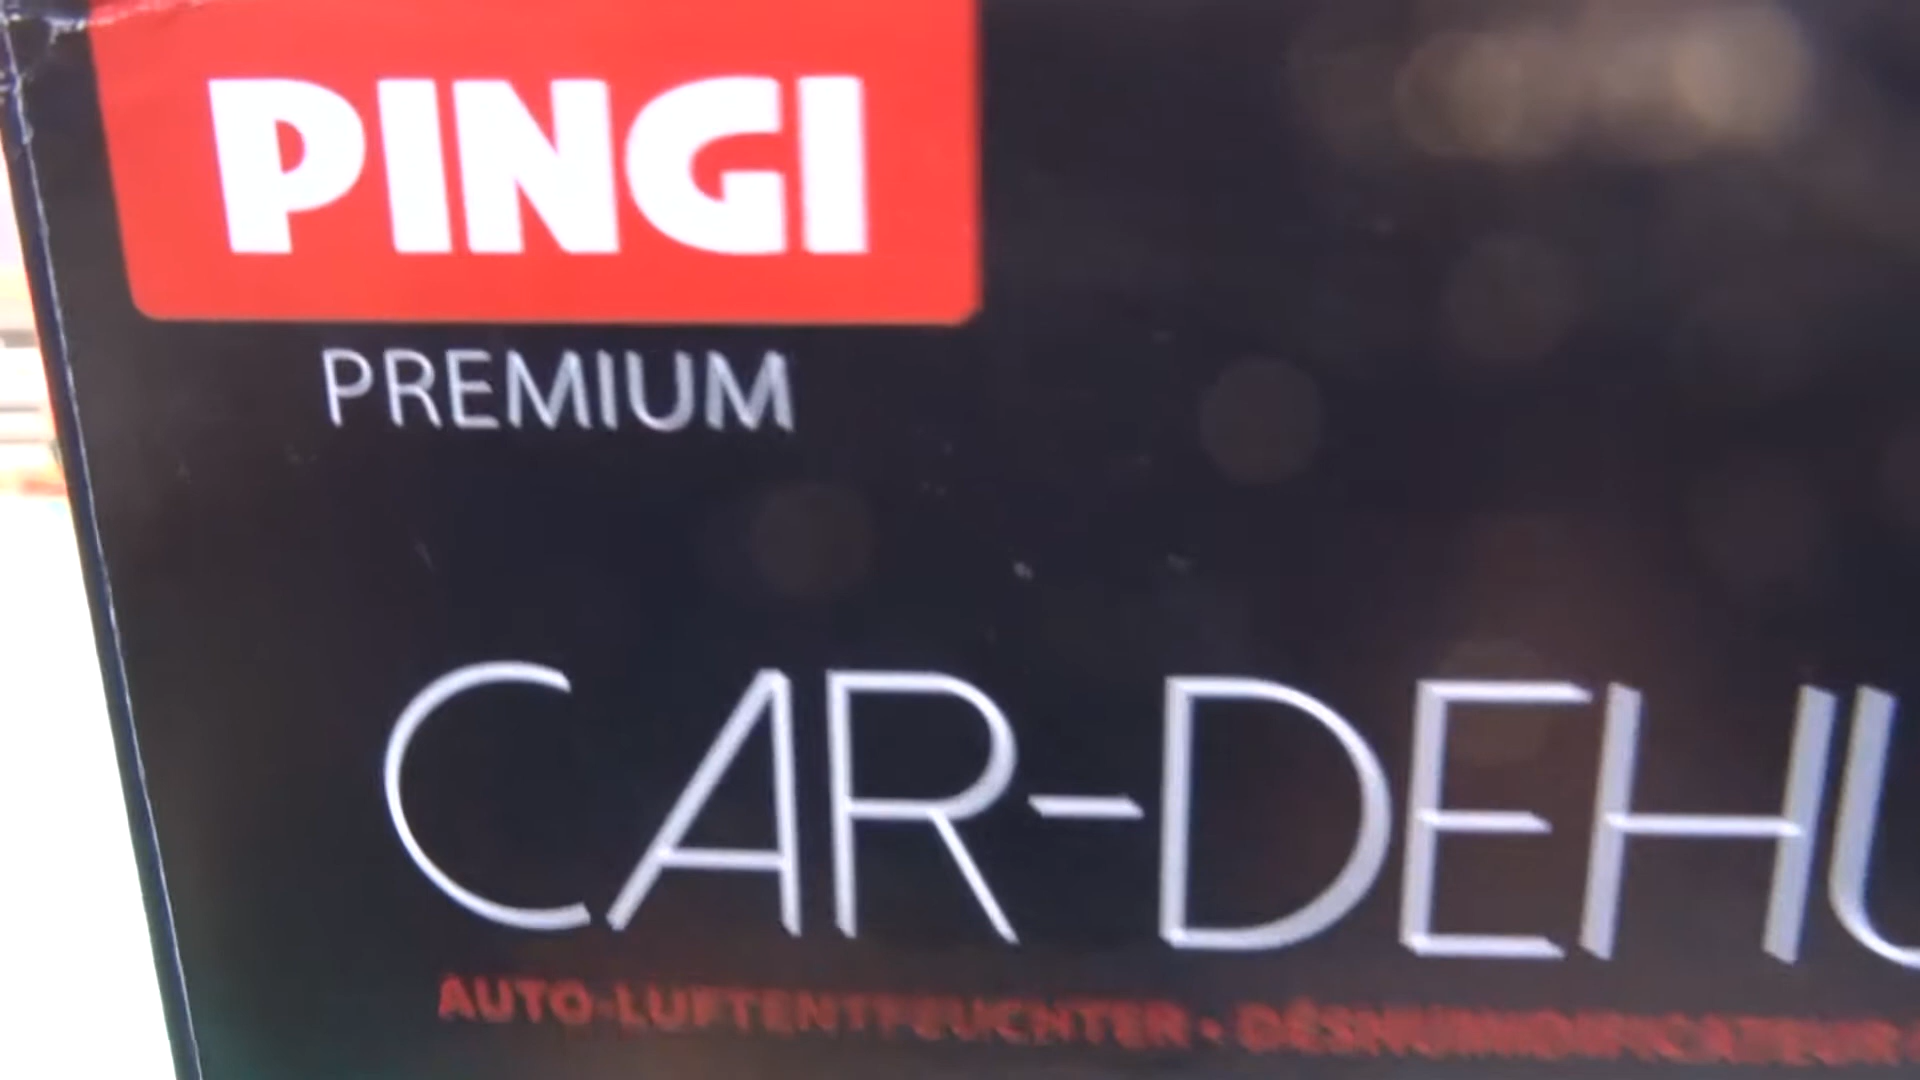 PINGI
PREMIUM
CAR-DEHU
AUTO-LUFTENTFEUCHTER • DÉSHUMIDIFICATEUR